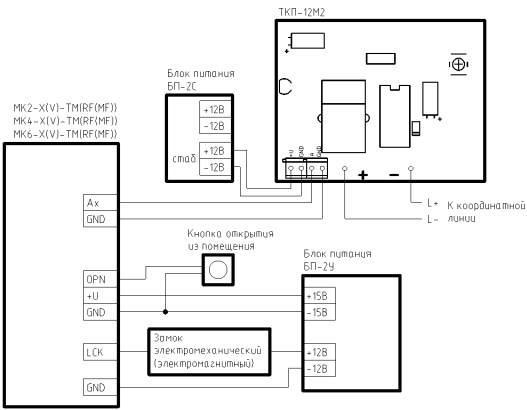 ТКП-12М2
Блок питания
БП-2С
+12В
-12В
стаб.
+12В
-12В
МК2-X(V)-TM(RF(MF))
МК4-X(V)-TM(RF(MF))
МК6-X(V)-TM(RF(MF))
+U
GND
A
GND
+
-
L+
L-
К координатной
линии
Ax
GND
Кнопка открытия
из помещения
Блок питания
БП-2У
OPN
+U
GND
+15В
-15В
LCK
Замок
электромеханический
(электромагнитный)
+12В
-12В
GND